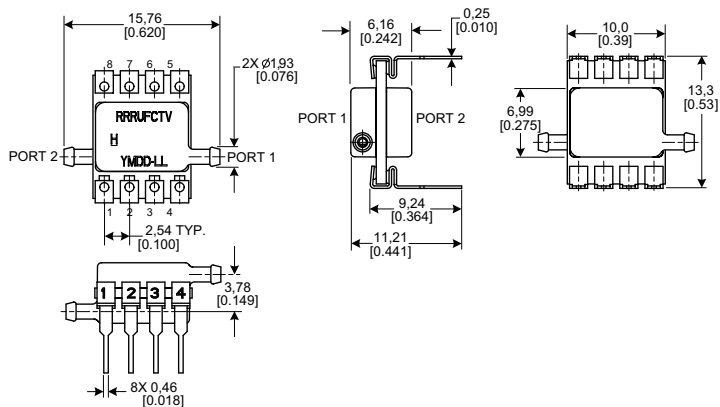 15,76
[0.620]
8 7 6 5
2X Ø1,93
[0.076]
RRRUFCTV
H
YMDD-LL
PORT 2
PORT 1
1 2 3 4
2,54 TYP.
[0.100]
6,16
[0.242]
0,25
[0.010]
PORT 1
PORT 2
9,24
[0.364]
11,21
[0.441]
10,0
[0.39]
6,99
[0.275]
13,3
[0.53]
1 2 3 4
3,78
[0.149]
8X 0,46
[0.018]